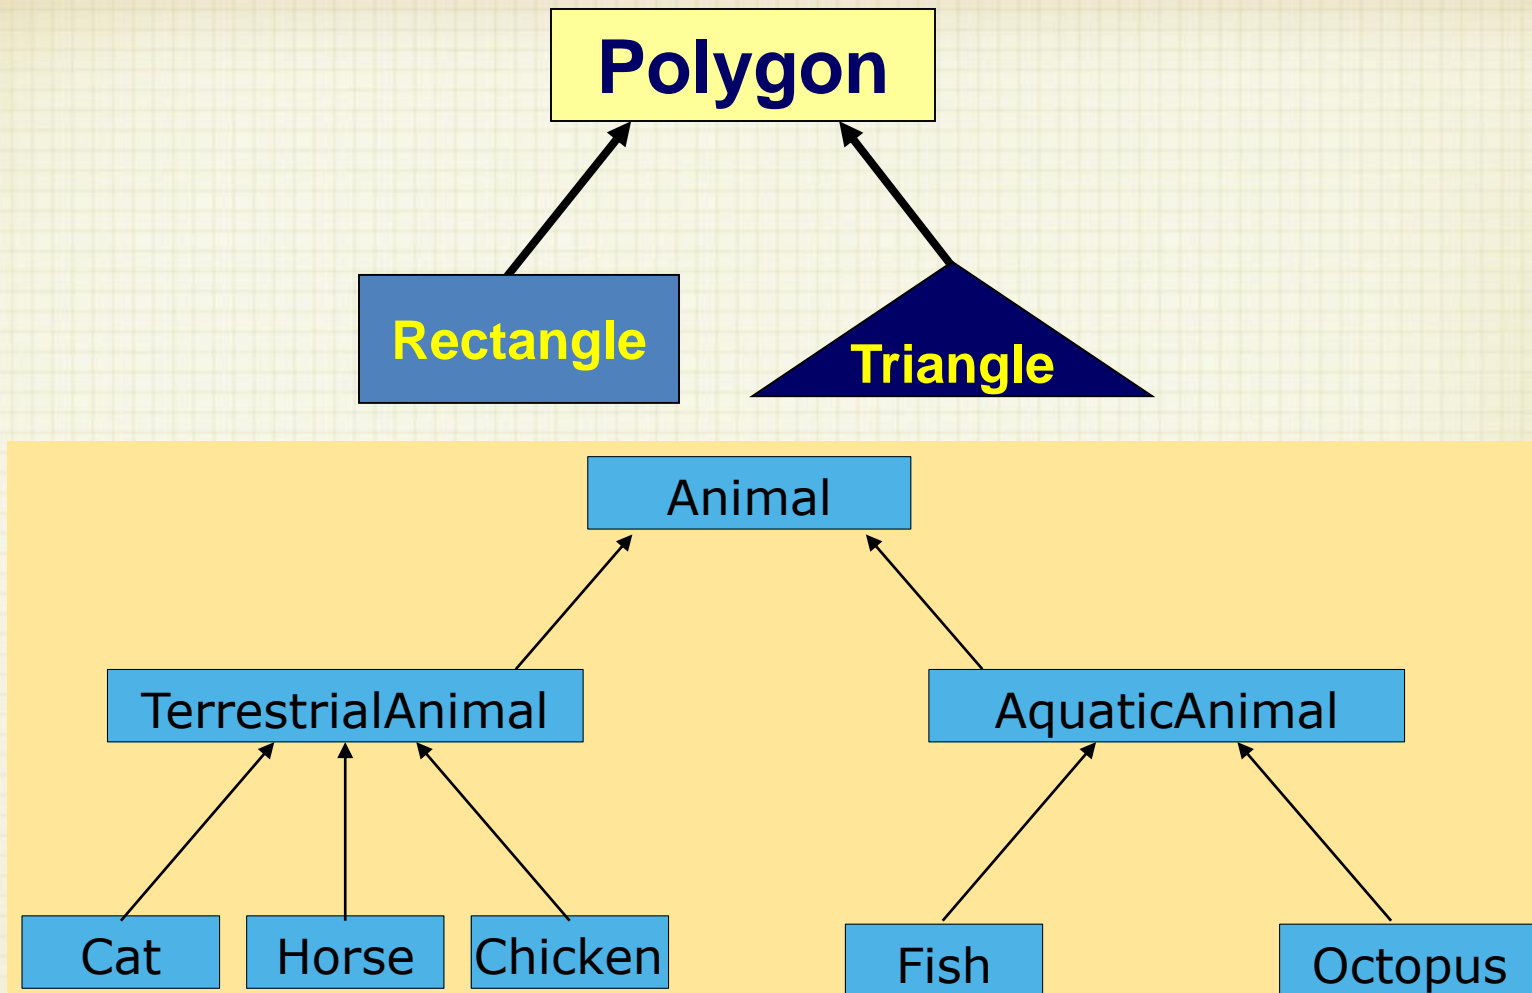 Polygon
Rectangle
Triangle
Animal
TerrestrialAnimal
AquaticAnimal
Cat
Horse
Chicken
Fish
Octopus